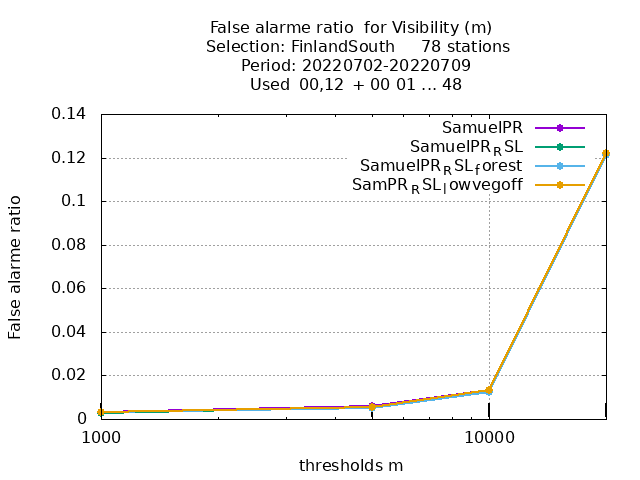 False alarme ratio  for Visibility (m)
Selection: FinlandSouth     78 stations
Period: 20220702-20220709
Used  00,12  + 00 01 ... 48
0.14
SamuelPR
SamuelPR_RSL
0.12
SamuelPR_RSL_forest
SamPR_RSL_lowvegoff
0.1
0.08
False alarme ratio
0.06
0.04
0.02
0
1000
10000
thresholds m